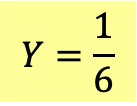 Y = 1/6